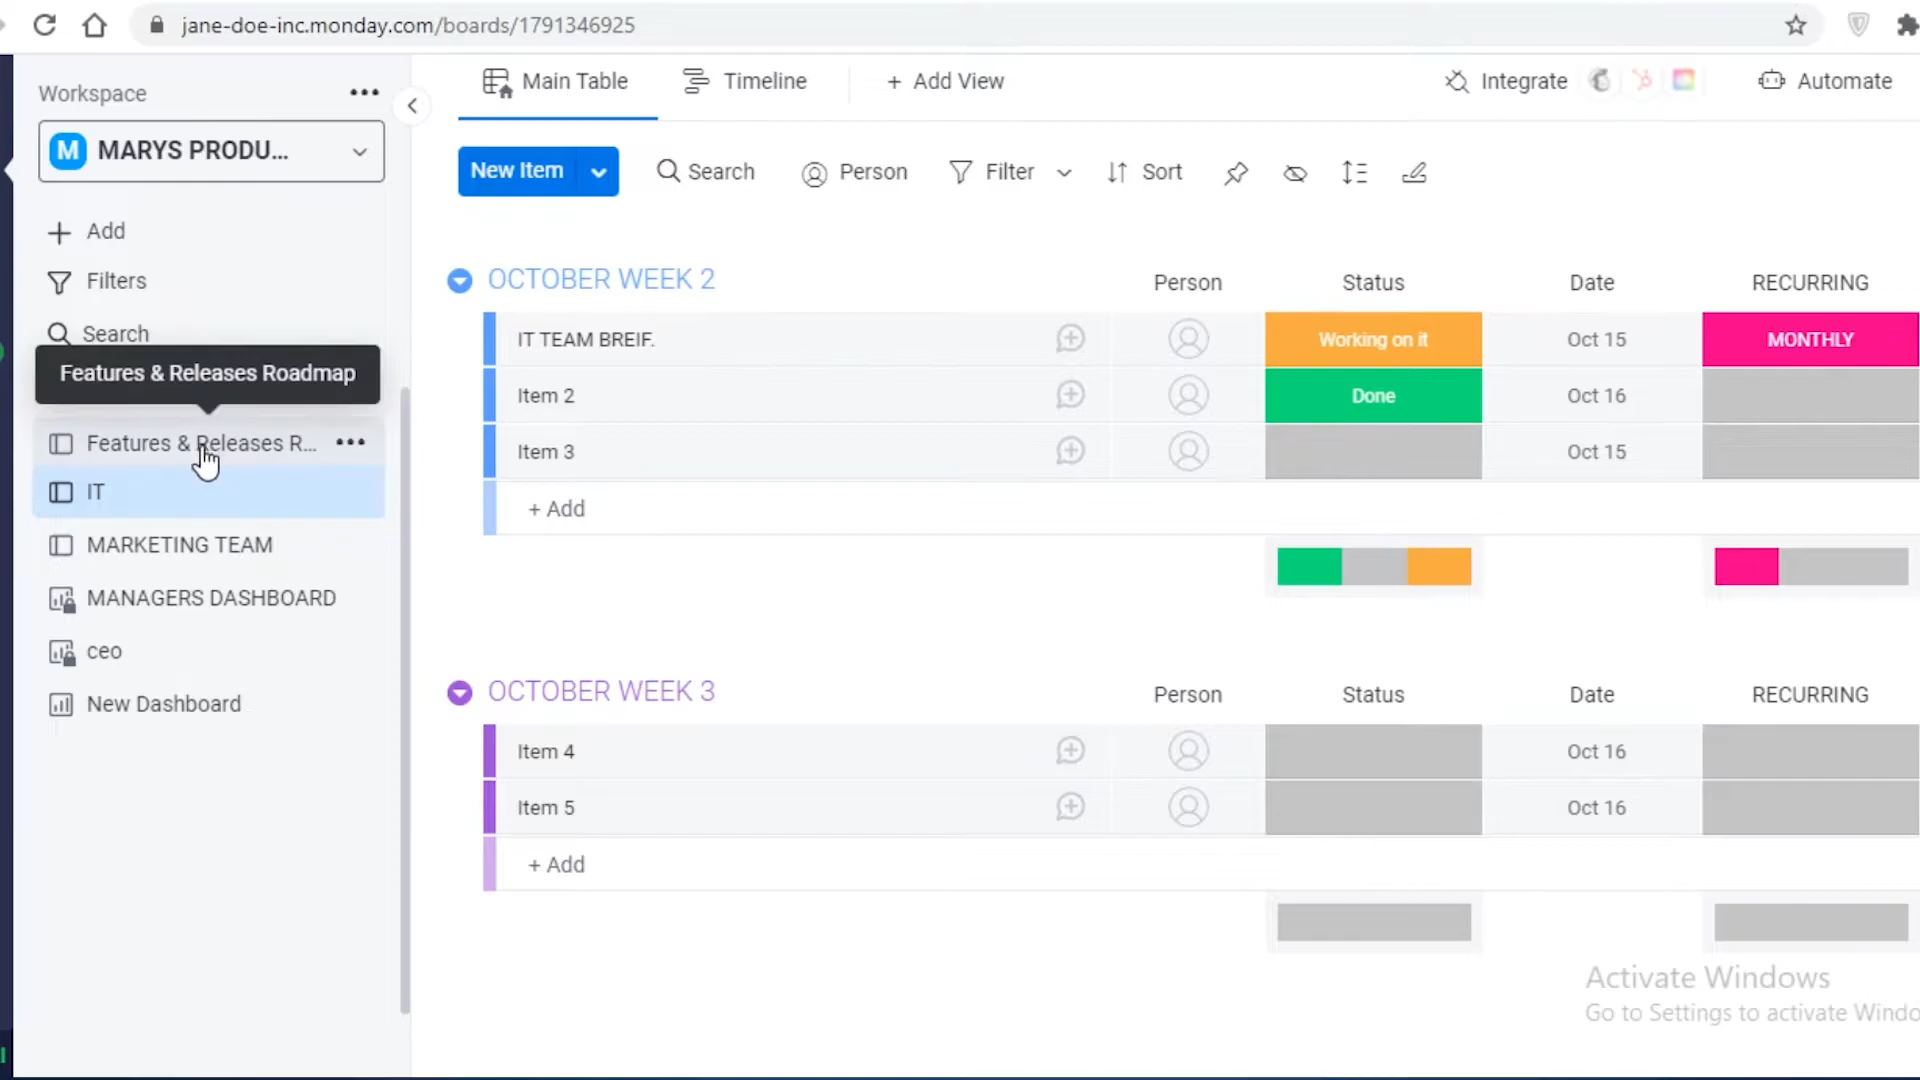 jane-doe-inc.monday.com/boards/1791346925
Workspace
M MARYS PRODU...
Add
Filters
Search
Features & Releases Roadmap
Features & Releases R...
IT
MARKETING TEAM
MANAGERS DASHBOARD
ceo
New Dashboard
Main Table Timeline + Add View Integrate Automate
New Item Search Person Filter Sort
OCTOBER WEEK 2 Person Status Date RECURRING
IT TEAM BREIF. Working on it Oct 15 MONTHLY
Item 2 Done Oct 16
Item 3 Oct 15
+ Add
OCTOBER WEEK 3 Person Status Date RECURRING
Item 4 Oct 16
Item 5 Oct 16
+ Add
Activate Windows
Go to Settings to activate Windo